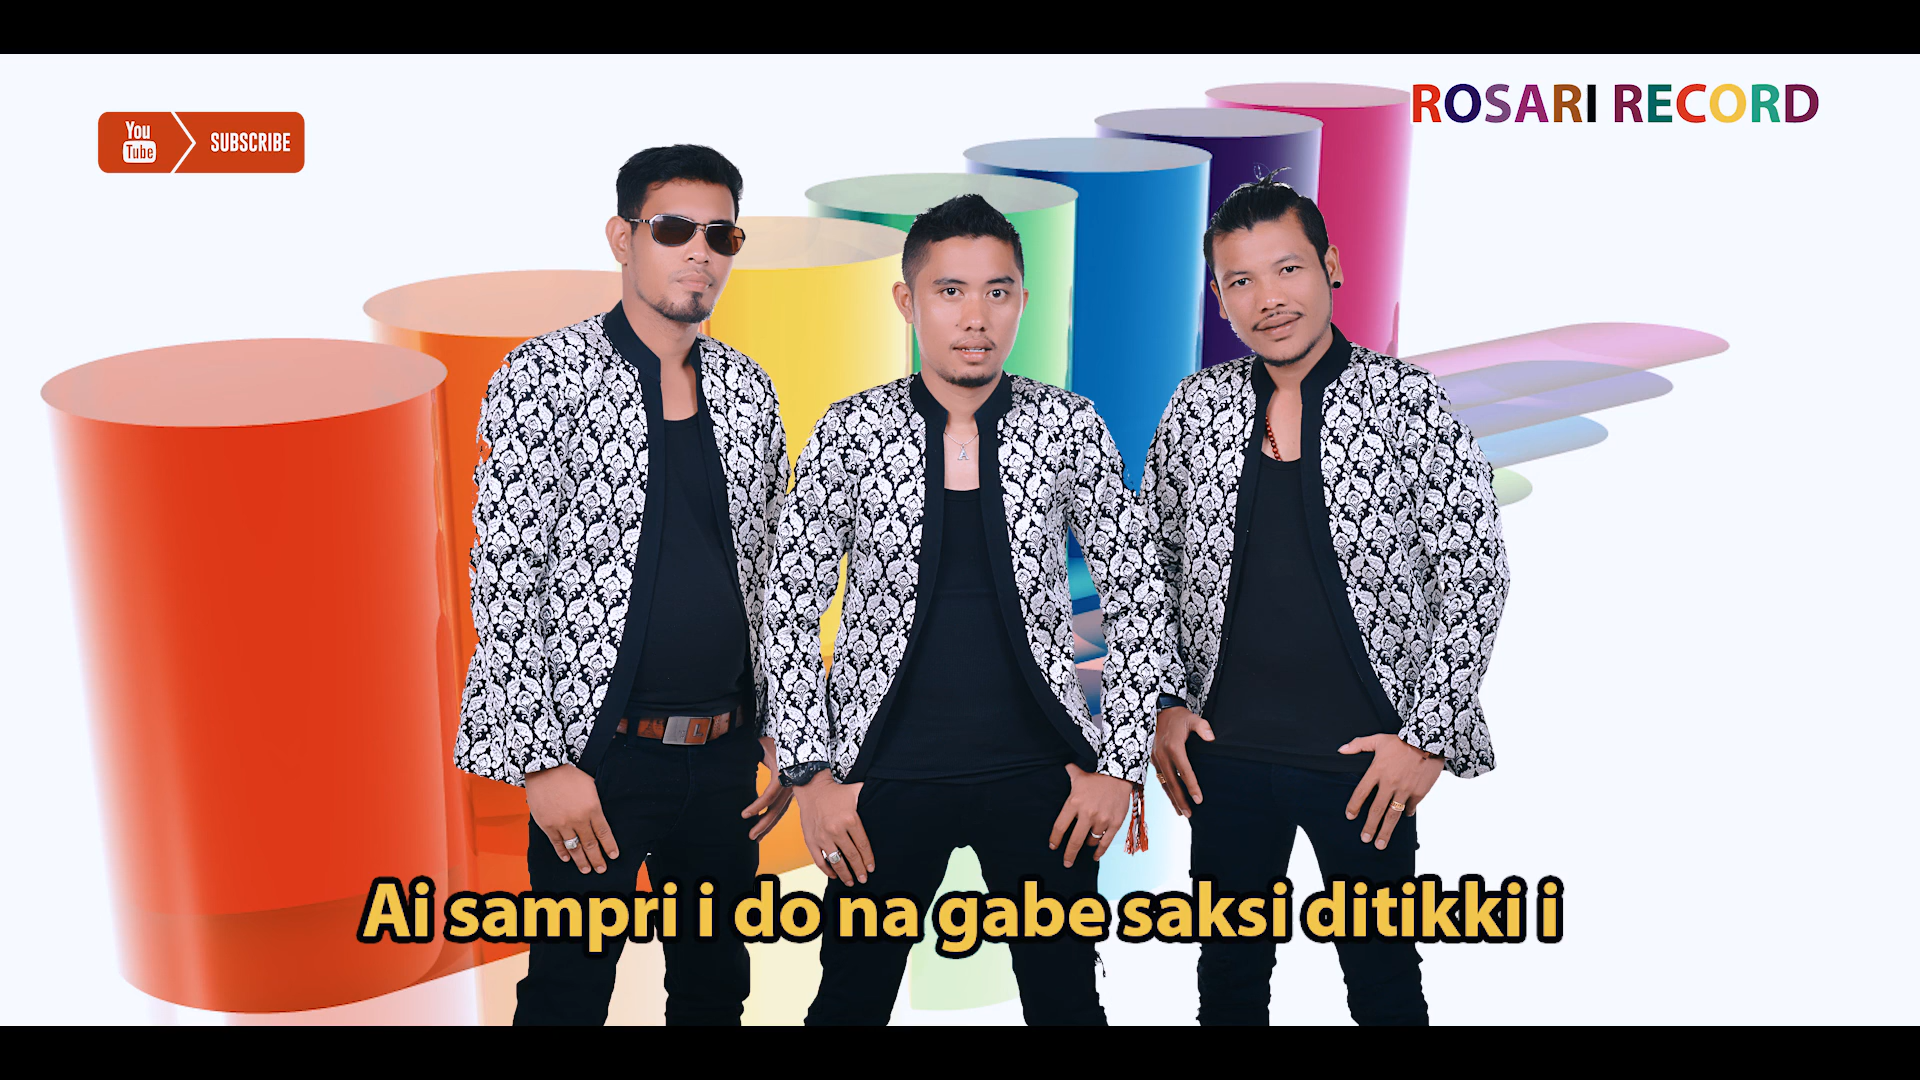 ROSARI RECORD
You
Tube
SUBSCRIBE
A
Ai sampri i do na gabe saksi ditikki i